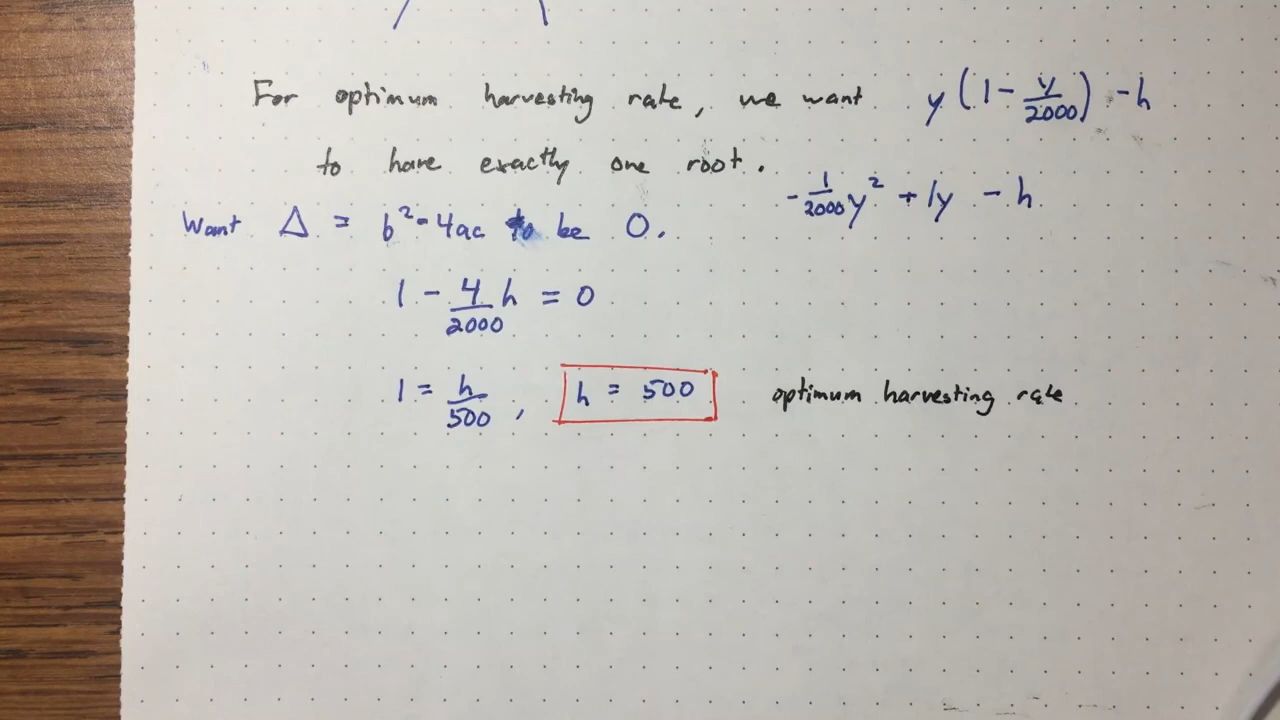 For optimum harvesting rate, we want y(1 - y/2000) - h
to have exactly one root.
-1/2000 y² + 1y - h
Want Δ = b² - 4ac to be 0.
1 - 4/2000 h = 0
1 = h/500 , h = 500 optimum harvesting rate